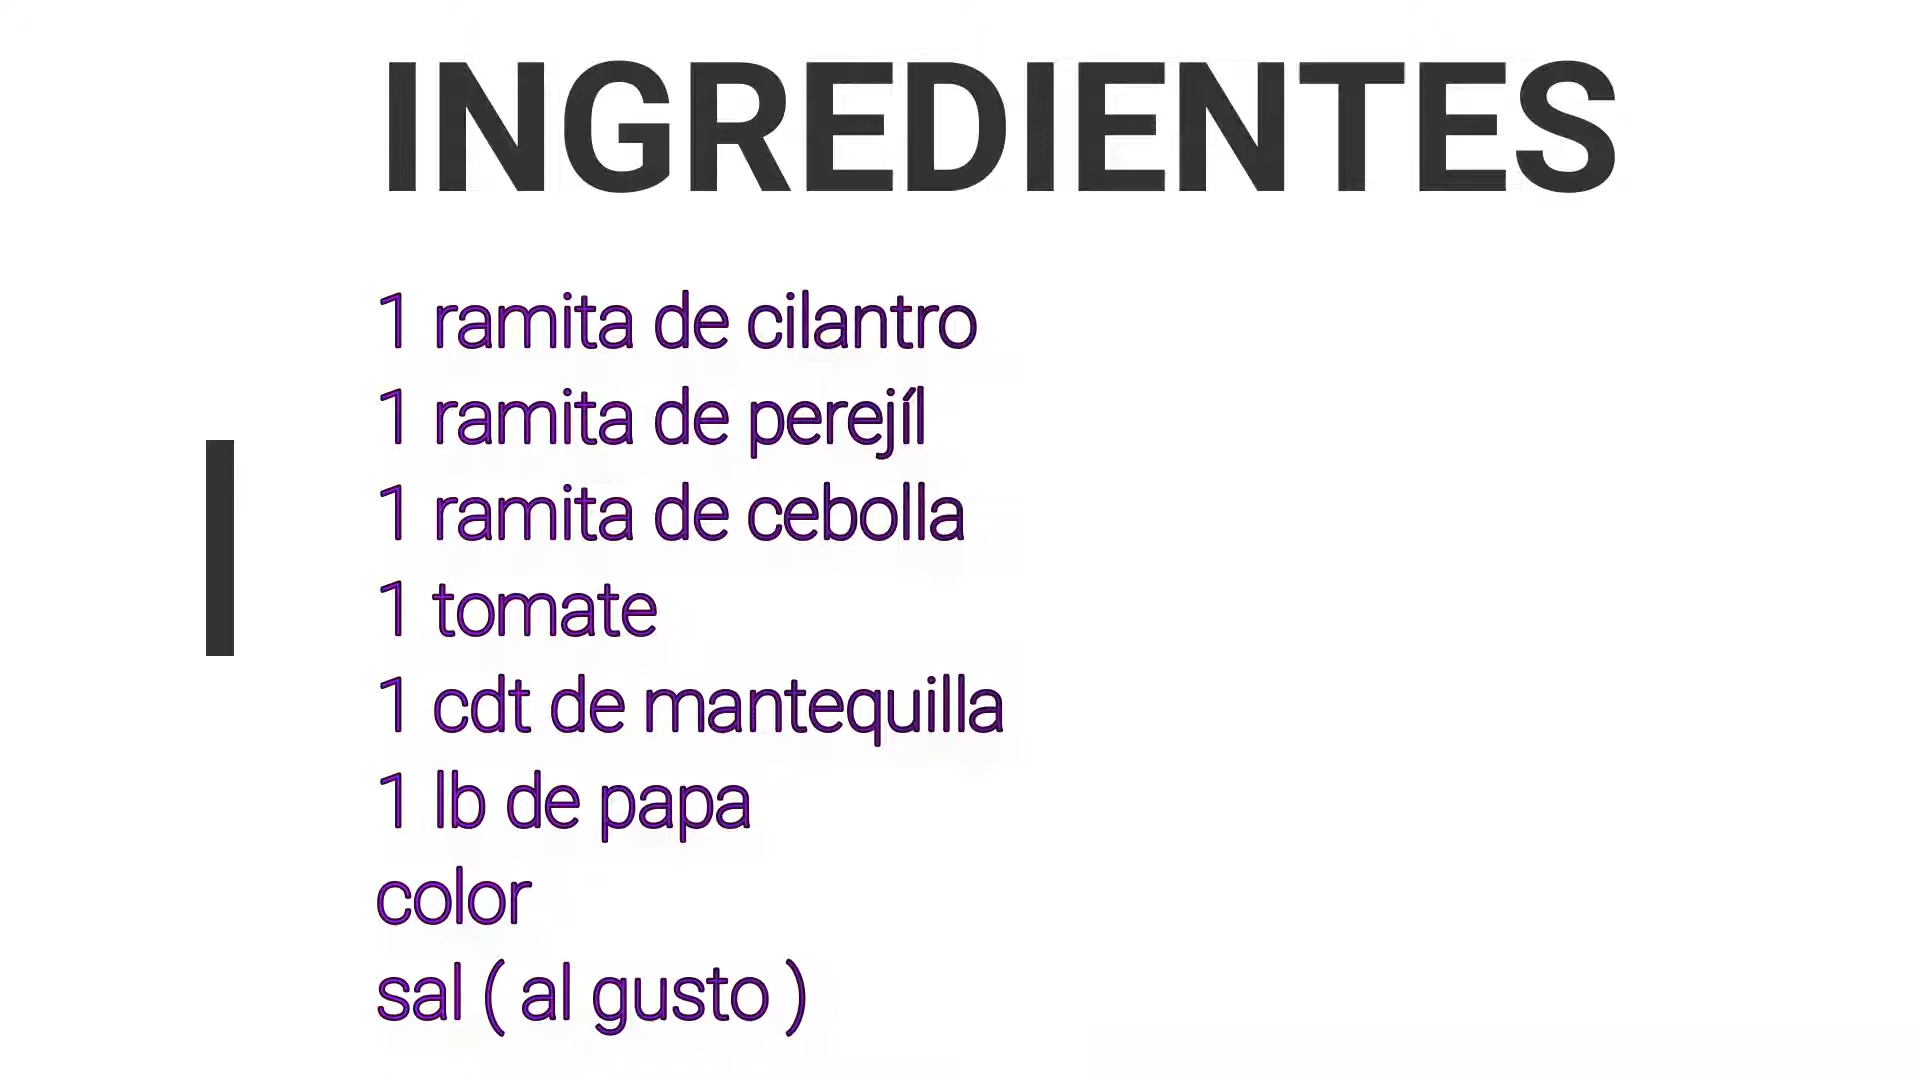 INGREDIENTES
1 ramita de cilantro
1 ramita de perejíl
1 ramita de cebolla
1 tomate
1 cdt de mantequilla
1 lb de papa
color
sal ( al gusto )